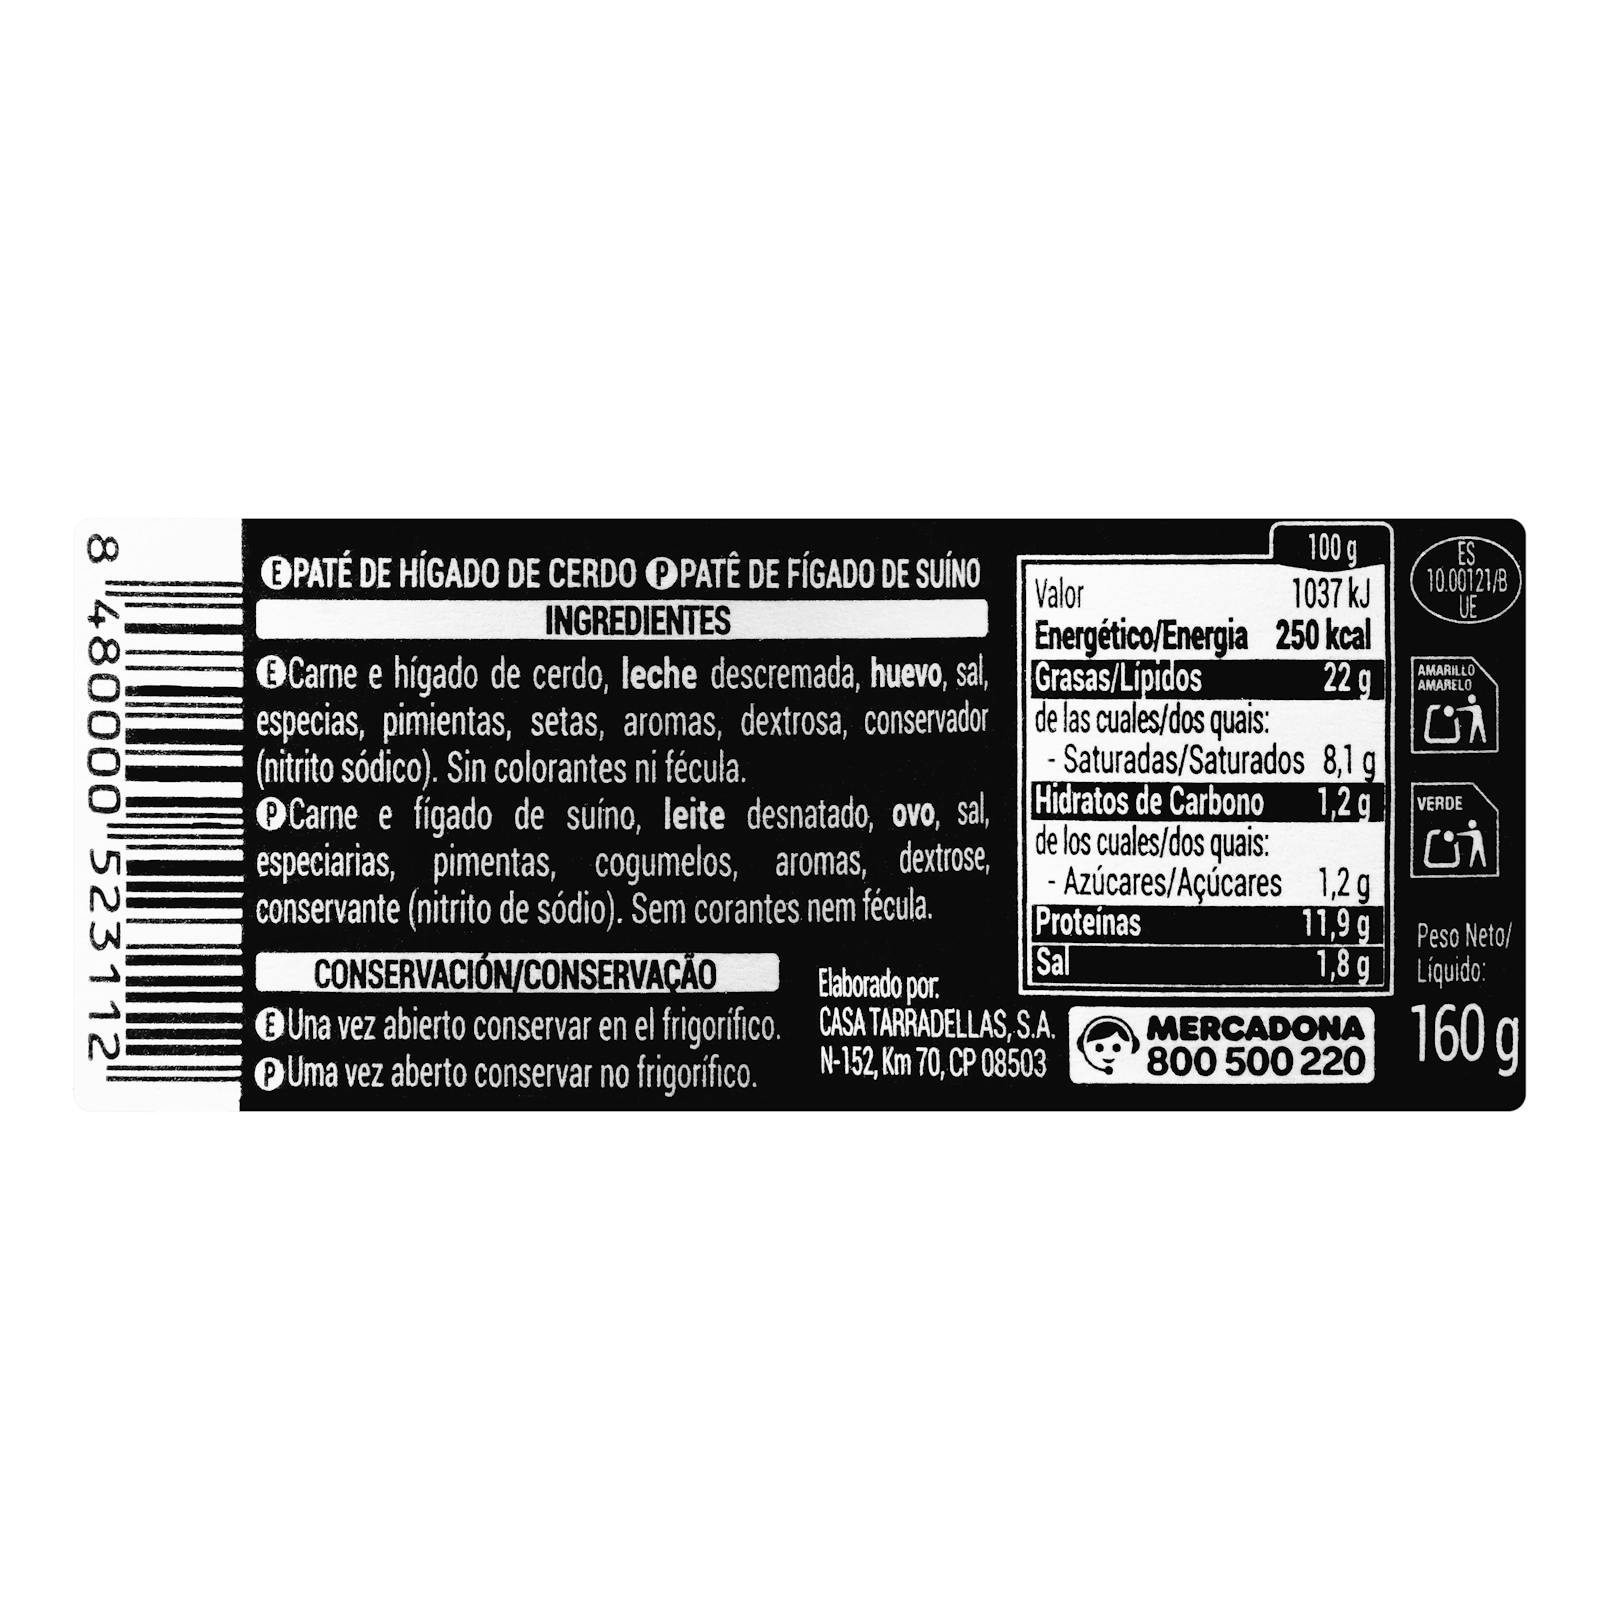 8 480000 523112
EPATÉ DE HÍGADO DE CERDO PPATÊ DE FÍGADO DE SUÍNO
INGREDIENTES
ECarne e hígado de cerdo, leche descremada, huevo, sal,
especias, pimientas, setas, aromas, dextrosa, conservador
(nitrito sódico). Sin colorantes ni fécula.
PCarne e fígado de suíno, leite desnatado, ovo, sal,
especiarias, pimentas, cogumelos, aromas, dextrose,
conservante (nitrito de sódio). Sem corantes nem fécula.
CONSERVACIÓN/CONSERVAÇÃO
EUna vez abierto conservar en el frigorífico.
PUma vez aberto conservar no frigorífico.
Elaborado por:
CASA TARRADELLAS, S.A.
N-152, Km 70, CP 08503
100 g
Valor 1037 kJ
Energético/Energia 250 kcal
Grasas/Lípidos 22 g
de las cuales/dos quais:
- Saturadas/Saturados 8,1 g
Hidratos de Carbono 1,2 g
de los cuales/dos quais:
- Azúcares/Açúcares 1,2 g
Proteínas 11,9 g
Sal 1,8 g
MERCADONA
800 500 220
ES
10.00121/B
UE
AMARILLO
AMARELO
VERDE
Peso Neto/
Líquido:
160 g